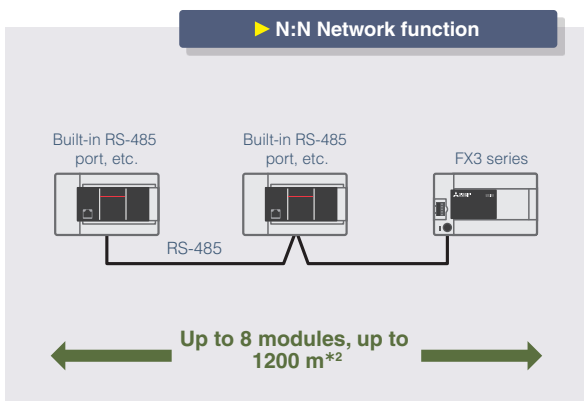 ► N:N Network function
Built-in RS-485
port, etc.
Built-in RS-485
port, etc.
FX3 series
RS-485
Up to 8 modules, up to
1200 m*2